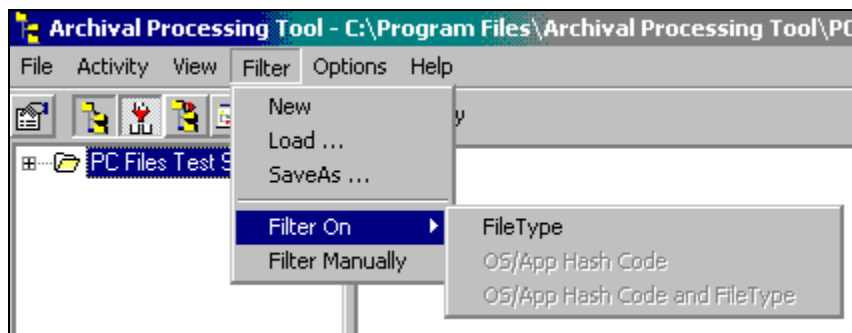 Archival Processing Tool - C:\Program Files\Archival Processing Tool\PC
File Activity View Filter Options Help
New
Load ...
SaveAs ...
Filter On
Filter Manually
PC Files Test S
FileType
OS/App Hash Code
OS/App Hash Code and FileType